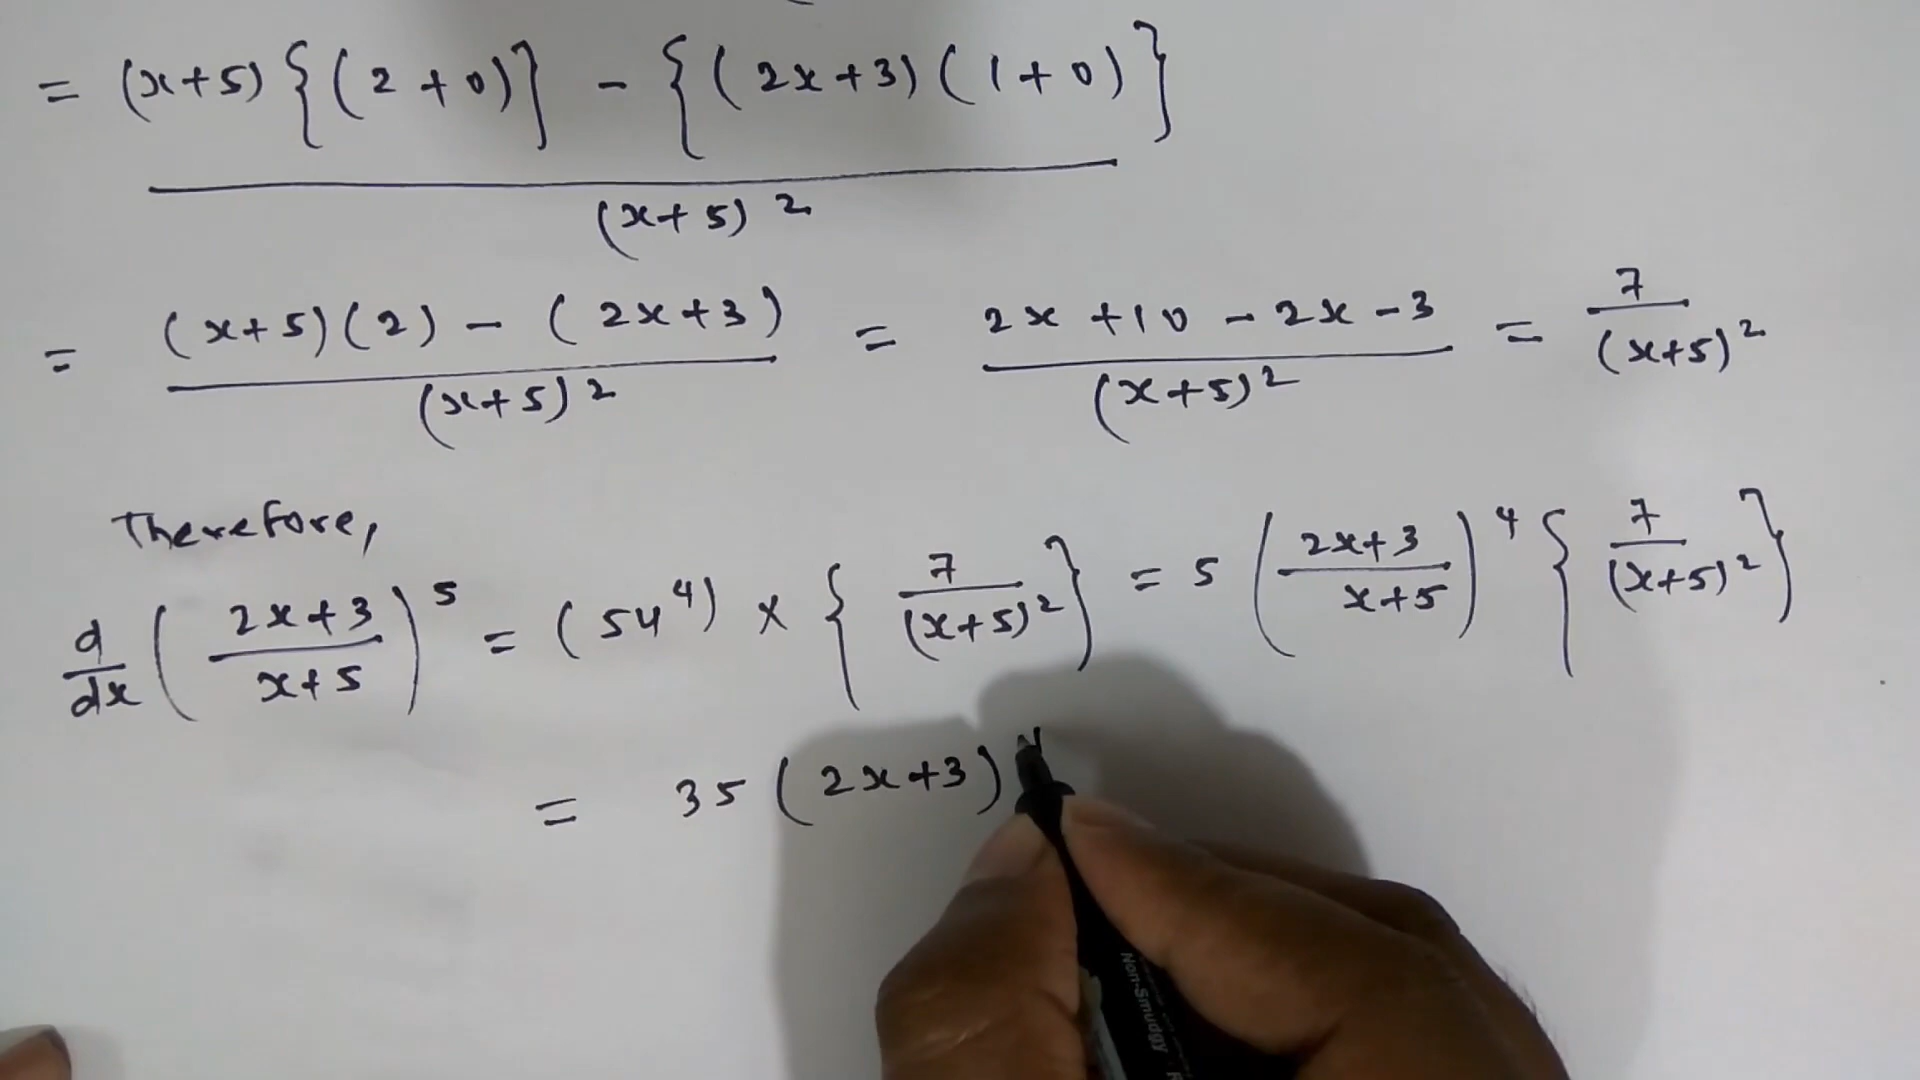 = (x+5) {(2+0)} - {(2x+3)(1+0)}
(x+5)²
= (x+5)(2) - (2x+3) / (x+5)² = 2x+10-2x-3 / (x+5)² = 7 / (x+5)²
Therefore,
d/dx (2x+3 / x+5)⁵ = (5u⁴) × {7 / (x+5)²} = 5 (2x+3 / x+5)⁴ {7 / (x+5)²}
= 35 (2x+3)
Non-Smudgy